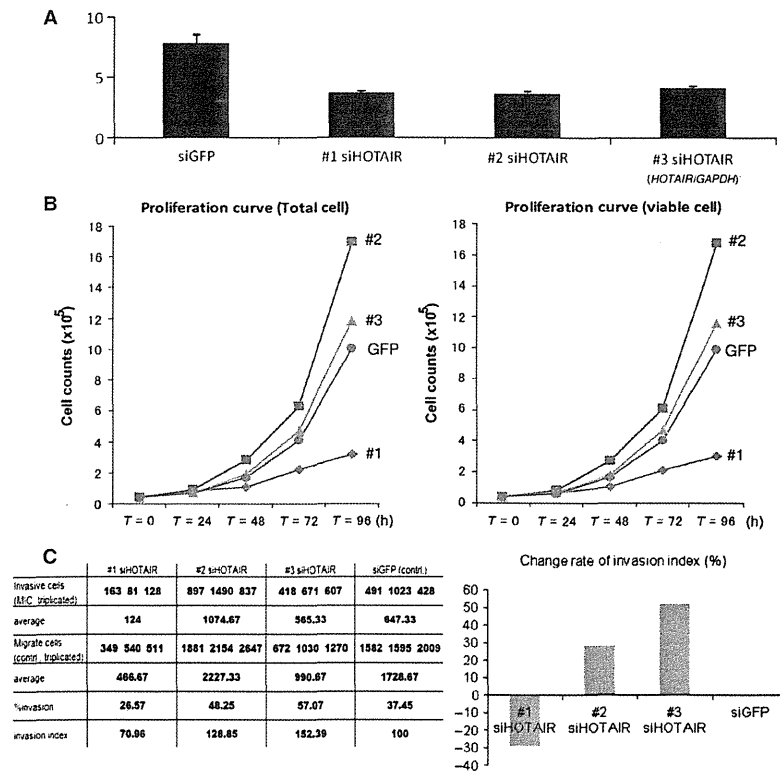 A
10
5
0
siGFP
#1 siHOTAIR
#2 siHOTAIR
#3 siHOTAIR
(HOTAIR/GAPDH)
B
Proliferation curve (Total cell)
18
16
14
12
10
8
6
4
2
0
Cell counts (x10⁵)
#2
#3
GFP
#1
T = 0
T = 24
T = 48
T = 72
T = 96 (h)
Proliferation curve (viable cell)
18
16
14
12
10
8
6
4
2
0
Cell counts (x10⁵)
#2
#3
GFP
#1
T = 0
T = 24
T = 48
T = 72
T = 96 (h)
C
#1 siHOTAIR #2 siHOTAIR #3 siHOTAIR siGFP (contrl.)
Invasive cells
(MIC, triplicated)
163 81 128 897 1490 837 418 671 607 491 1023 428
average 124 1074.67 565.33 647.33
Migrate cells
(contrl., triplicated)
349 540 511 1881 2154 2647 672 1030 1270 1582 1595 2009
average 466.67 2227.33 990.67 1728.67
%invasion 26.57 48.25 57.07 37.45
invasion index 70.96 128.85 152.39 100
Change rate of invasion index (%)
60
50
40
30
20
10
0
−10
−20
−30
−40
#1
siHOTAIR
#2
siHOTAIR
#3
siHOTAIR
siGFP